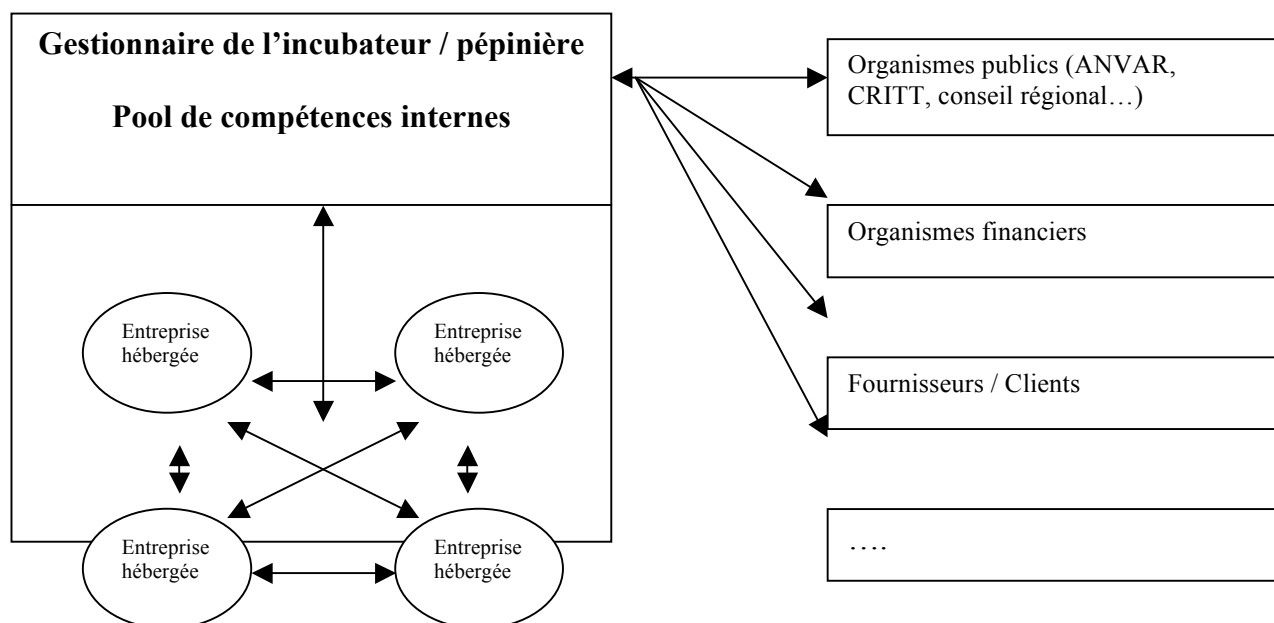 Gestionnaire de l’incubateur / pépinière
Pool de compétences internes
Organismes publics (ANVAR,
CRITT, conseil régional…)
Organismes financiers
Fournisseurs / Clients
….
Entreprise
hébergée
Entreprise
hébergée
Entreprise
hébergée
Entreprise
hébergée